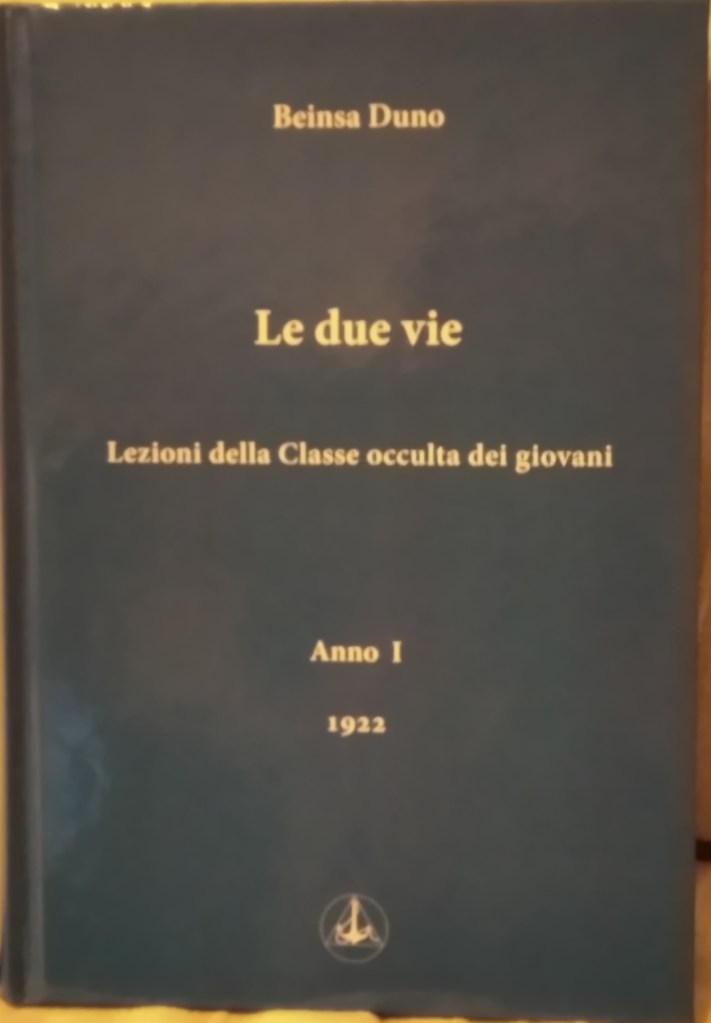 Beinsa Duno
Le due vie
Lezioni della Classe occulta dei giovani
Anno I
1922